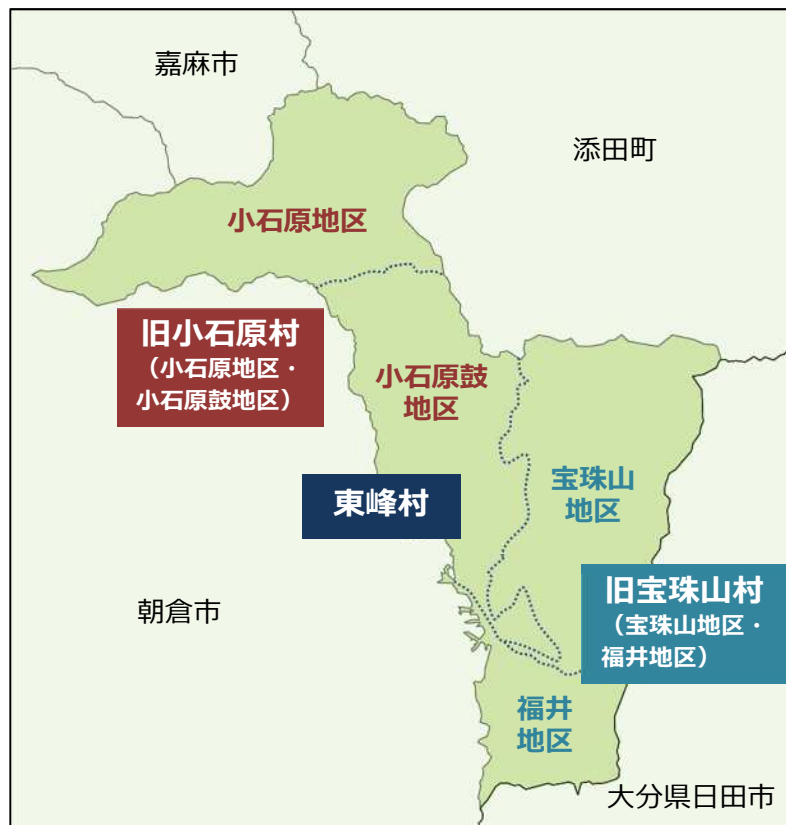 嘉麻市
添田町
小石原地区
旧小石原村
（小石原地区・
小石原鼓地区）
小石原鼓
地区
東峰村
宝珠山
地区
旧宝珠山村
（宝珠山地区・
福井地区）
朝倉市
福井
地区
大分県日田市